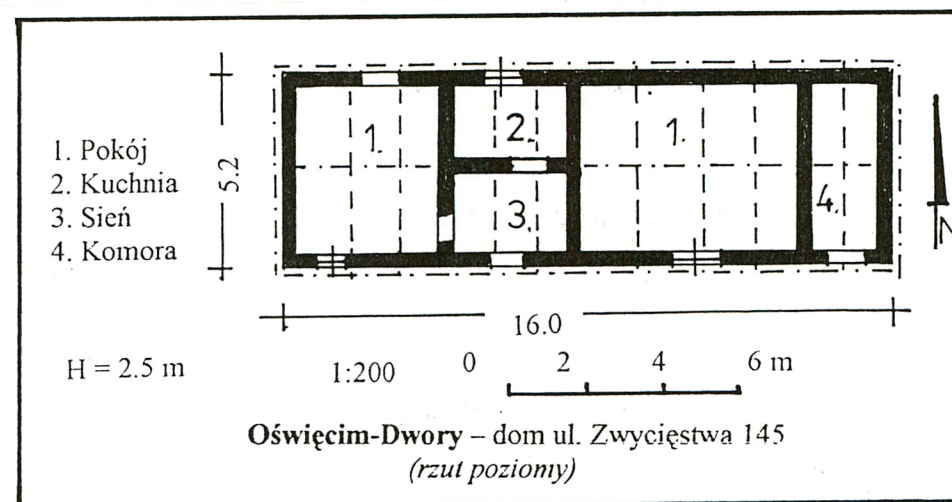 1. Pokój
2. Kuchnia
3. Sień
4. Komora
5.2
1.
2.
3.
1.
4.
N
16.0
H = 2.5 m
1:200
0 2 4 6 m
Oświęcim-Dwory – dom ul. Zwycięstwa 145
(rzut poziomy)